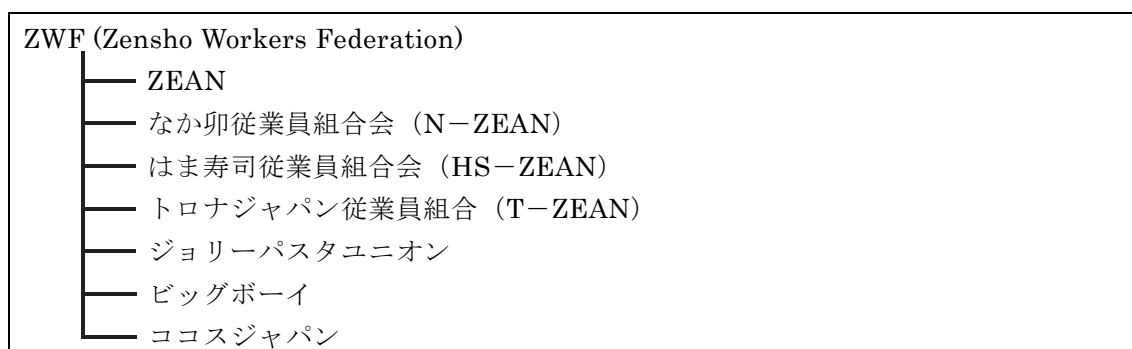 ZWF (Zensho Workers Federation)
ZEAN
なか卯従業員組合会（N－ZEAN）
はま寿司従業員組合会（HS－ZEAN）
トロナジャパン従業員組合（T－ZEAN）
ジョリーパスタユニオン
ビッグボーイ
ココスジャパン